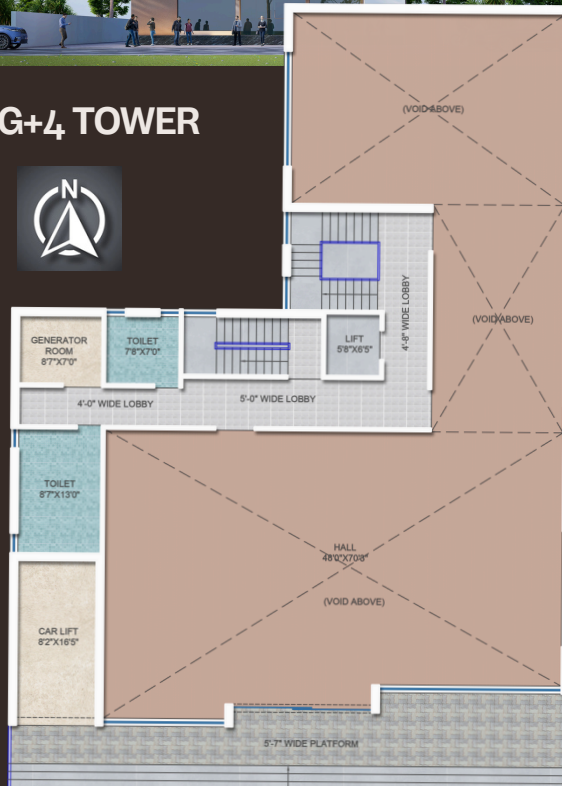 G+4 TOWER
N
(VOID ABOVE)
4'-8" WIDE LOBBY
(VOID ABOVE)
GENERATOR
ROOM
8'7"X7'0"
TOILET
7'8"X7'0"
LIFT
5'8"X6'5"
4'-0" WIDE LOBBY
5'-0" WIDE LOBBY
TOILET
8'7"X13'0"
HALL
48'0"X70'8"
(VOID ABOVE)
CAR LIFT
8'2"X16'5"
5'-7" WIDE PLATFORM